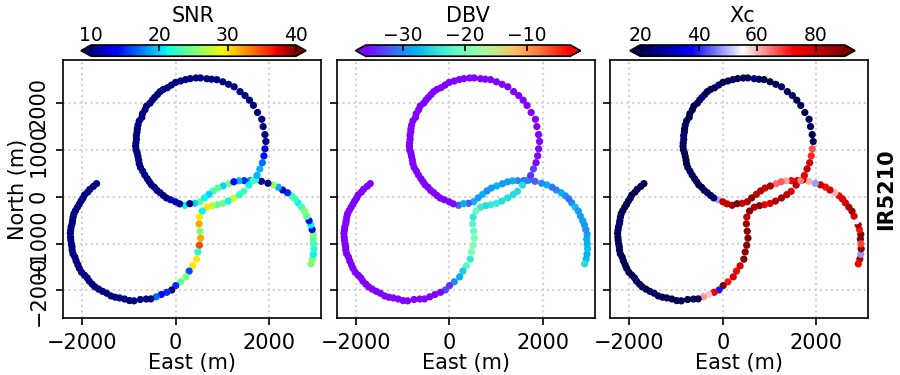 SNR DBV Xc
10 20 30 40 −30 −20 −10 20 40 60 80
North (m)
2000
1000
0
−1000
−2000
IR5210
−2000 0 2000 −2000 0 2000 −2000 0 2000
East (m) East (m) East (m)